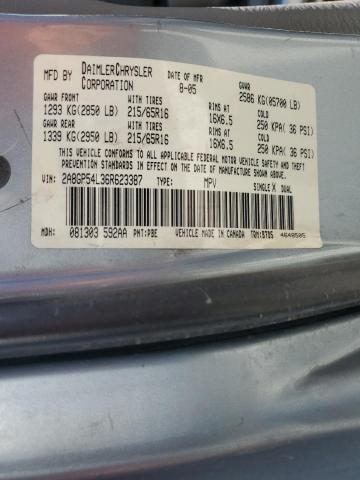 MFD BY DAIMLERCHRYSLER CORPORATION DATE OF MFR 8-05 GVWR 2586 KG(05700 LB)
GAWR FRONT WITH TIRES RIMS AT COLD
1293 KG(2850 LB) 215/65R16 16X6.5 250 KPA( 36 PSI)
GAWR REAR WITH TIRES RIMS AT COLD
1339 KG(2950 LB) 215/65R16 16X6.5 250 KPA( 36 PSI)
THIS VEHICLE CONFORMS TO ALL APPLICABLE FEDERAL MOTOR VEHICLE SAFETY
AND THEFT PREVENTION STANDARDS IN EFFECT ON THE DATE OF MFR SHOWN ABOVE.
VIN: 2A8GP54L36R623387 TYPE: MPV SINGLE X DUAL
MDH: 081303 592AA PNT:PBE VEHICLE MADE IN CANADA TRM: 4648505